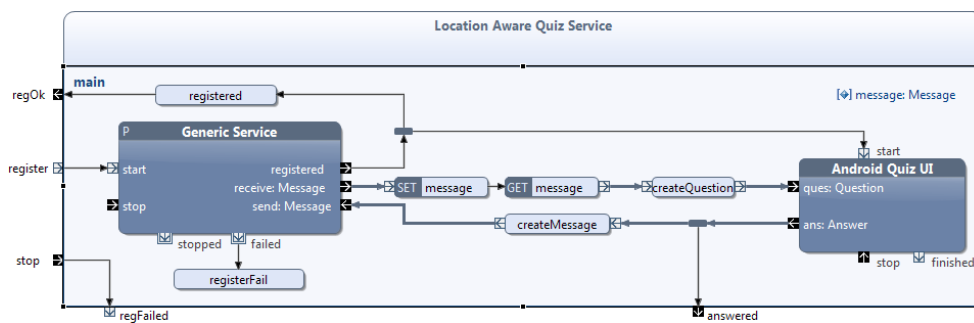 Location Aware Quiz Service
main
regOk
registered
message: Message
P
Generic Service
start
register
start
registered
Android Quiz UI
receive: Message
SET message
GET message
createQuestion
ques: Question
stop
send: Message
createMessage
ans: Answer
stopped
failed
stop
registerFail
stop
finished
regFailed
answered